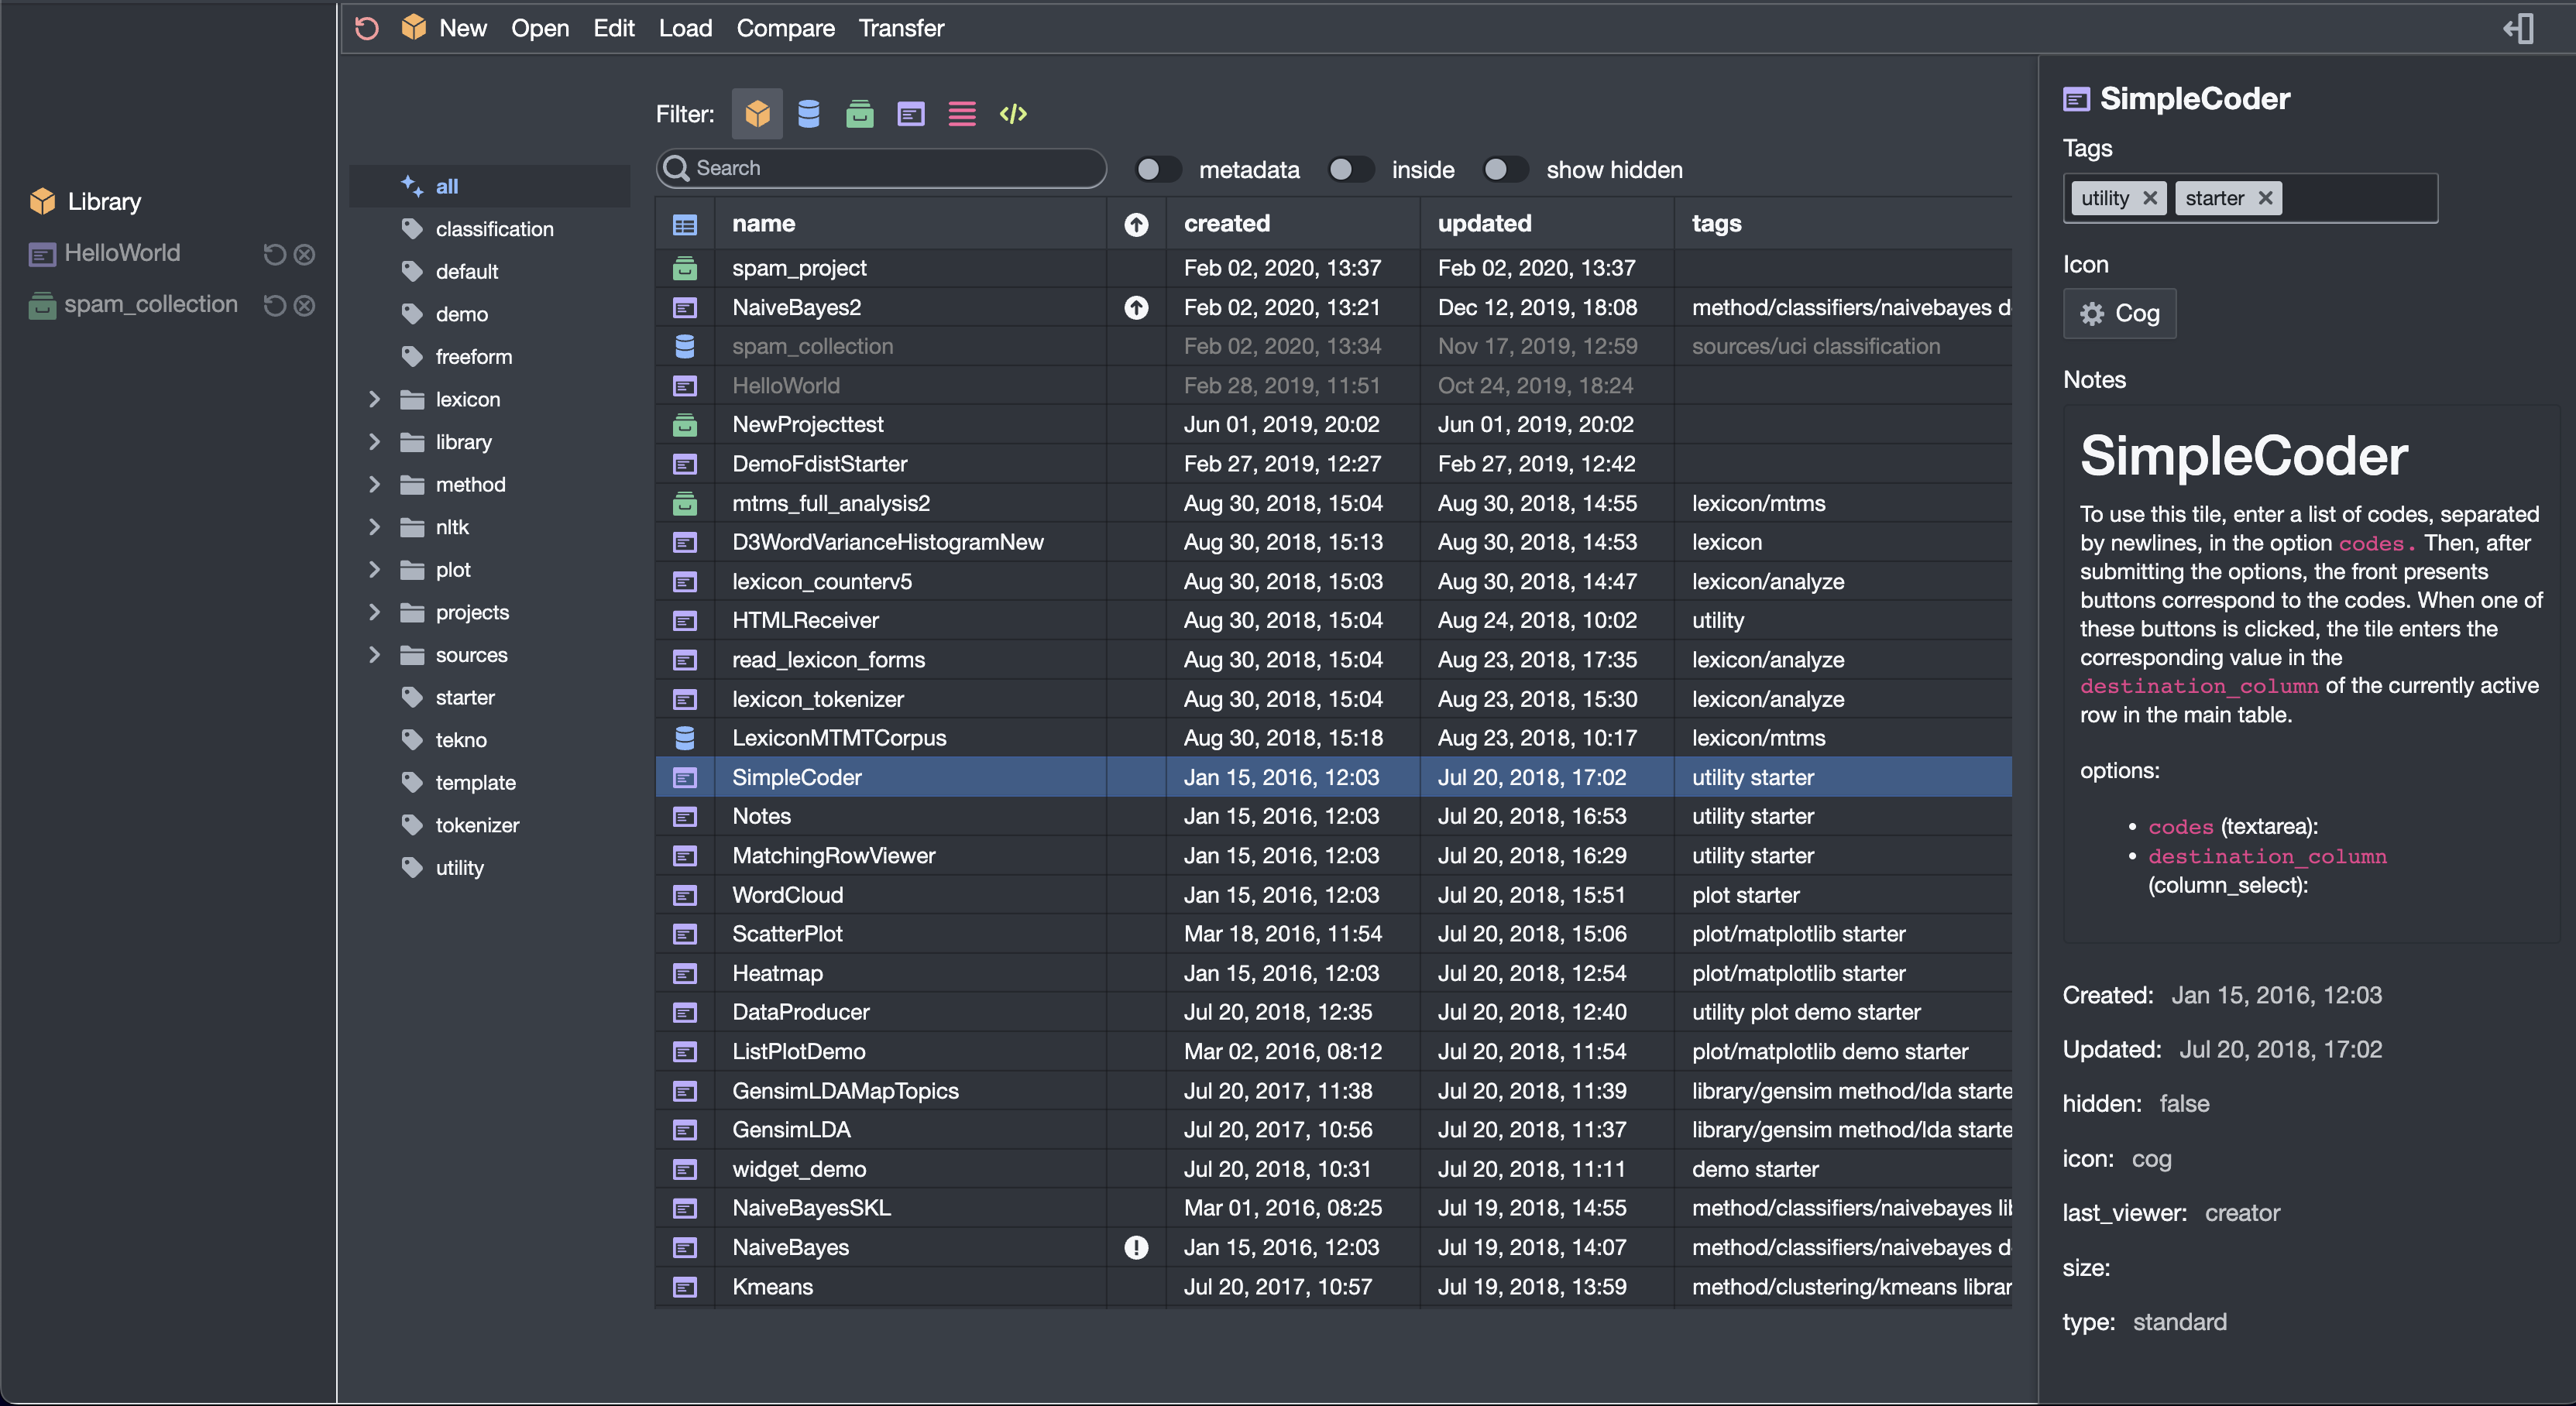 New Open Edit Load Compare Transfer
Library
HelloWorld
spam_collection
all
classification
default
demo
freeform
lexicon
library
method
nltk
plot
projects
sources
starter
tekno
template
tokenizer
utility
Filter:
Search metadata inside show hidden
name created updated tags
spam_project Feb 02, 2020, 13:37 Feb 02, 2020, 13:37
NaiveBayes2 Feb 02, 2020, 13:21 Dec 12, 2019, 18:08 method/classifiers/naivebayes d
spam_collection Feb 02, 2020, 13:34 Nov 17, 2019, 12:59 sources/uci classification
HelloWorld Feb 28, 2019, 11:51 Oct 24, 2019, 18:24
NewProjecttest Jun 01, 2019, 20:02 Jun 01, 2019, 20:02
DemoFdistStarter Feb 27, 2019, 12:27 Feb 27, 2019, 12:42
mtms_full_analysis2 Aug 30, 2018, 15:04 Aug 30, 2018, 14:55 lexicon/mtms
D3WordVarianceHistogramNew Aug 30, 2018, 15:13 Aug 30, 2018, 14:53 lexicon
lexicon_counterv5 Aug 30, 2018, 15:03 Aug 30, 2018, 14:47 lexicon/analyze
HTMLReceiver Aug 30, 2018, 15:04 Aug 24, 2018, 10:02 utility
read_lexicon_forms Aug 30, 2018, 15:04 Aug 23, 2018, 17:35 lexicon/analyze
lexicon_tokenizer Aug 30, 2018, 15:04 Aug 23, 2018, 15:30 lexicon/analyze
LexiconMTMTCorpus Aug 30, 2018, 15:18 Aug 23, 2018, 10:17 lexicon/mtms
SimpleCoder Jan 15, 2016, 12:03 Jul 20, 2018, 17:02 utility starter
Notes Jan 15, 2016, 12:03 Jul 20, 2018, 16:53 utility starter
MatchingRowViewer Jan 15, 2016, 12:03 Jul 20, 2018, 16:29 utility starter
WordCloud Jan 15, 2016, 12:03 Jul 20, 2018, 15:51 plot starter
ScatterPlot Mar 18, 2016, 11:54 Jul 20, 2018, 15:06 plot/matplotlib starter
Heatmap Jan 15, 2016, 12:03 Jul 20, 2018, 12:54 plot/matplotlib starter
DataProducer Jul 20, 2018, 12:35 Jul 20, 2018, 12:40 utility plot demo starter
ListPlotDemo Mar 02, 2016, 08:12 Jul 20, 2018, 11:54 plot/matplotlib demo starter
GensimLDAMapTopics Jul 20, 2017, 11:38 Jul 20, 2018, 11:39 library/gensim method/lda starte
GensimLDA Jul 20, 2017, 10:56 Jul 20, 2018, 11:37 library/gensim method/lda starte
widget_demo Jul 20, 2018, 10:31 Jul 20, 2018, 11:11 demo starter
NaiveBayesSKL Mar 01, 2016, 08:25 Jul 19, 2018, 14:55 method/classifiers/naivebayes lib
NaiveBayes Jan 15, 2016, 12:03 Jul 19, 2018, 14:07 method/classifiers/naivebayes d
Kmeans Jul 20, 2017, 10:57 Jul 19, 2018, 13:59 method/clustering/kmeans librar
SimpleCoder
Tags
utility starter
Icon
Cog
Notes
SimpleCoder
To use this tile, enter a list of codes, separated
by newlines, in the option codes. Then, after
submitting the options, the front presents
buttons correspond to the codes. When one of
these buttons is clicked, the tile enters the
corresponding value in the
destination_column of the currently active
row in the main table.
options:
• codes (textarea):
• destination_column
(column_select):
Created: Jan 15, 2016, 12:03
Updated: Jul 20, 2018, 17:02
hidden: false
icon: cog
last_viewer: creator
size:
type: standard